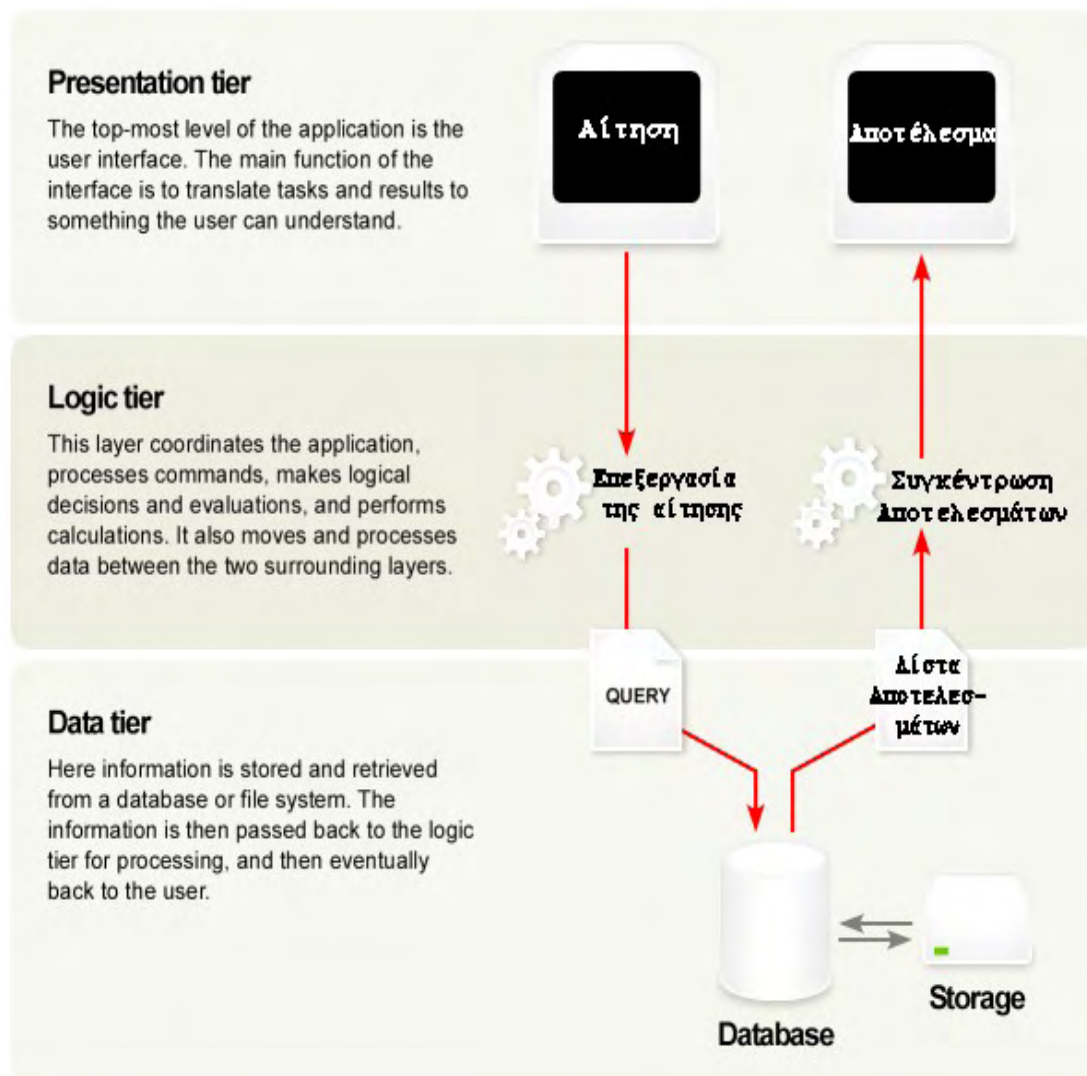 Presentation tier
The top-most level of the application is the
user interface. The main function of the
interface is to translate tasks and results to
something the user can understand.
Αίτηση
Αποτέλεσμα
Logic tier
This layer coordinates the application,
processes commands, makes logical
decisions and evaluations, and performs
calculations. It also moves and processes
data between the two surrounding layers.
Επεξεργασία
της αίτησης
Συγκέντρωση
Αποτελεσμάτων
Data tier
Here information is stored and retrieved
from a database or file system. The
information is then passed back to the logic
tier for processing, and then eventually
back to the user.
QUERY
Λίστα
Αποτελεσ-
μάτων
Database
Storage